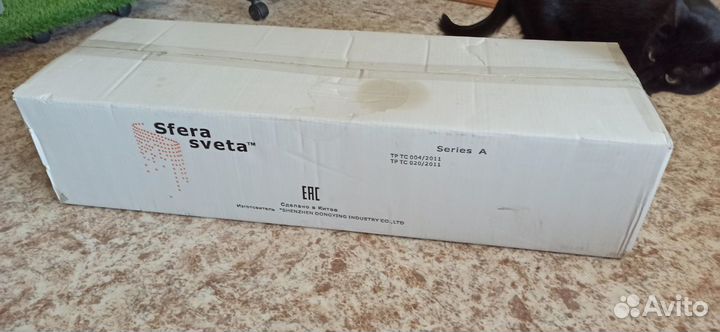 Sfera
sveta™
Series A
ТР ТС 004/2011
ТР ТС 020/2011
EAC
Сделано в Китае
Изготовитель "SHENZHEN DONGYING INDUSTRY CO.,LTD
Avito